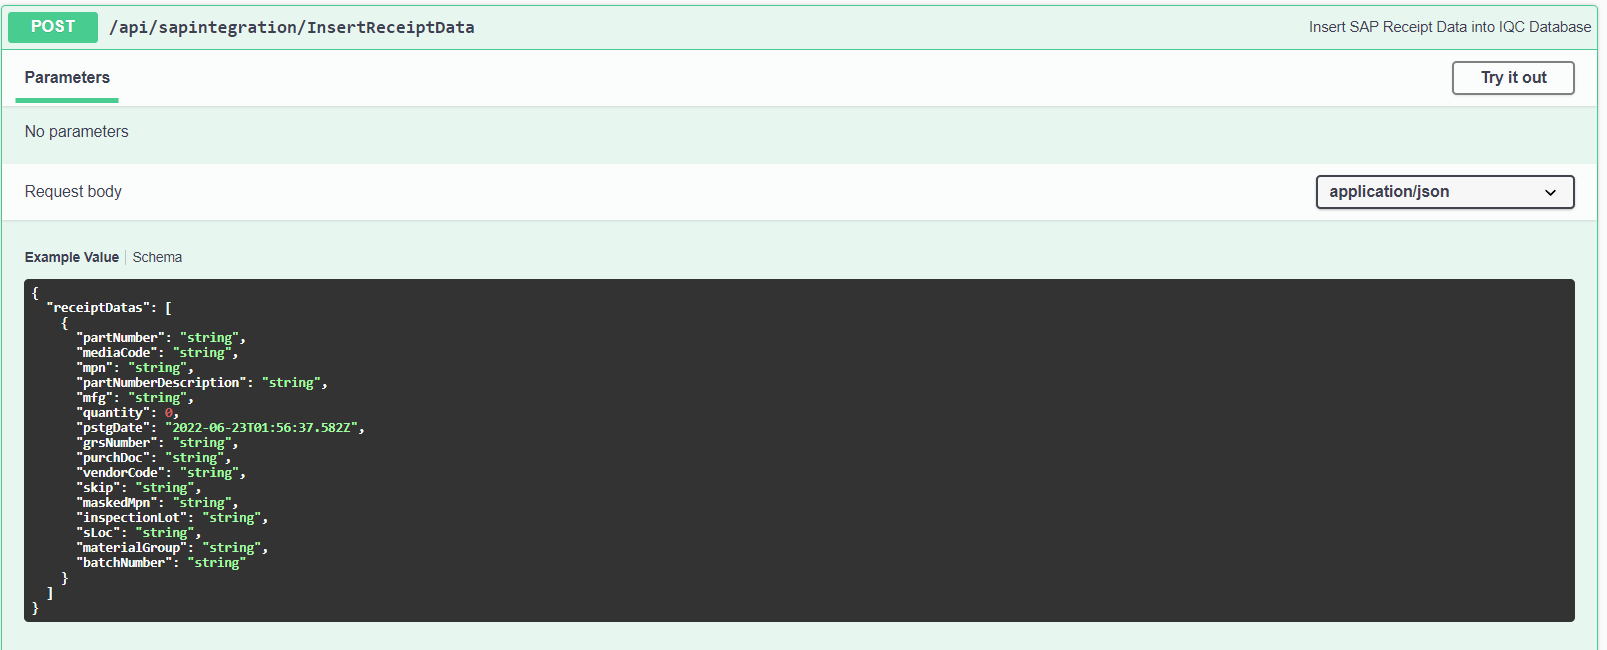 POST /api/sapintegration/InsertReceiptData Insert SAP Receipt Data into IQC Database
Parameters Try it out
No parameters
Request body application/json
Example Value Schema
{
  "receiptDatas": [
    {
      "partNumber": "string",
      "mediaCode": "string",
      "mpn": "string",
      "partNumberDescription": "string",
      "mfg": "string",
      "quantity": 0,
      "pstgDate": "2022-06-23T01:56:37.582Z",
      "grsNumber": "string",
      "purchDoc": "string",
      "vendorCode": "string",
      "skip": "string",
      "maskedMpn": "string",
      "inspectionLot": "string",
      "sLoc": "string",
      "materialGroup": "string",
      "batchNumber": "string"
    }
  ]
}